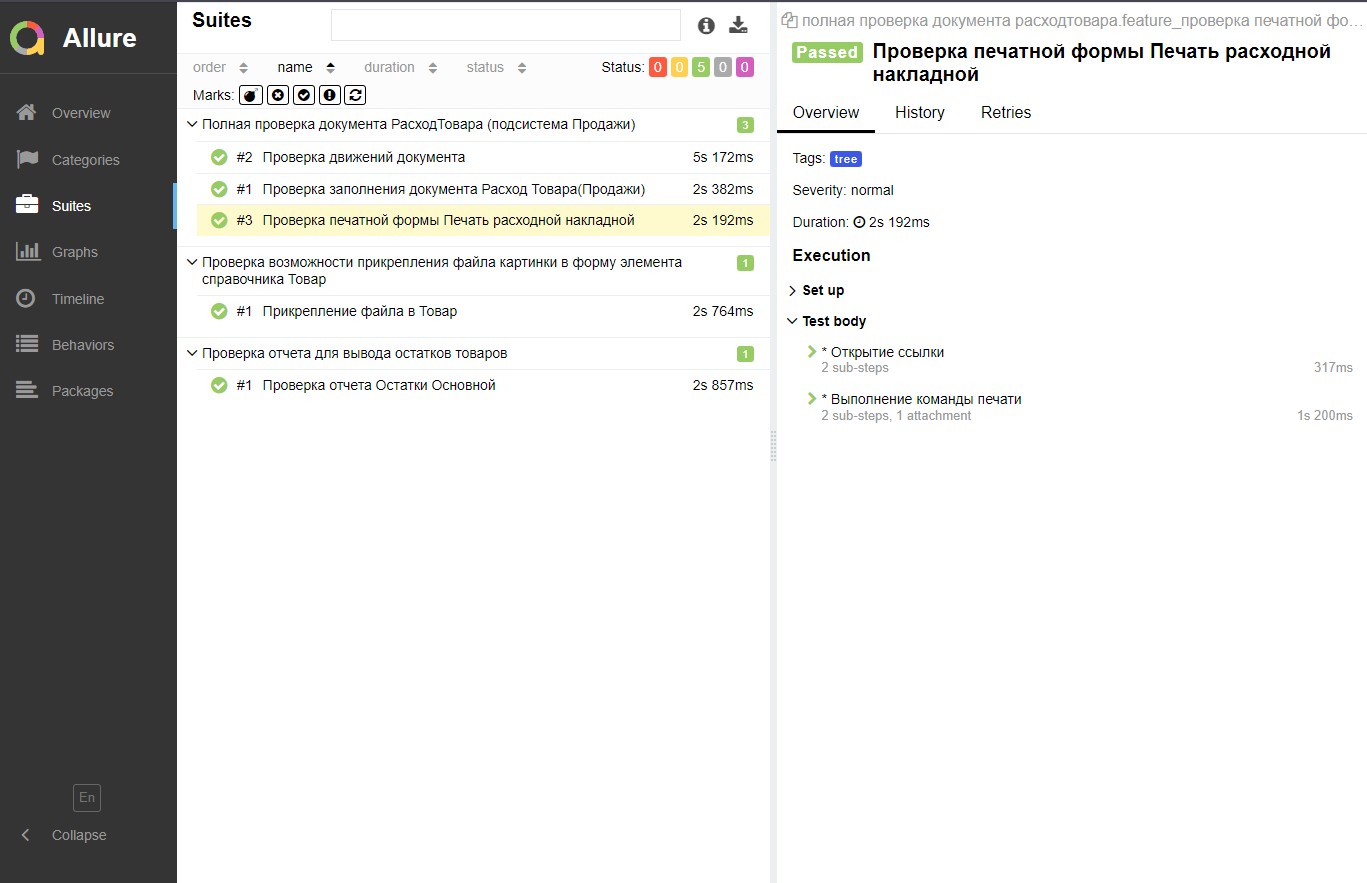 Allure
Overview
Categories
Suites
Graphs
Timeline
Behaviors
Packages
En
Collapse
Suites
order name duration status Status: 0 0 5 0 0
Marks:
Полная проверка документа РасходТовара (подсистема Продажи) 3
#2 Проверка движений документа 5s 172ms
#1 Проверка заполнения документа Расход Товара(Продажи) 2s 382ms
#3 Проверка печатной формы Печать расходной накладной 2s 192ms
Проверка возможности прикрепления файла картинки в форму элемента 1
справочника Товар
#1 Прикрепление файла в Товар 2s 764ms
Проверка отчета для вывода остатков товаров 1
#1 Проверка отчета Остатки Основной 2s 857ms
полная проверка документа расходтовара.feature_проверка печатной фо...
Passed Проверка печатной формы Печать расходной
накладной
Overview History Retries
Tags: tree
Severity: normal
Duration: 2s 192ms
Execution
Set up
Test body
* Открытие ссылки
2 sub-steps 317ms
* Выполнение команды печати
2 sub-steps, 1 attachment 1s 200ms